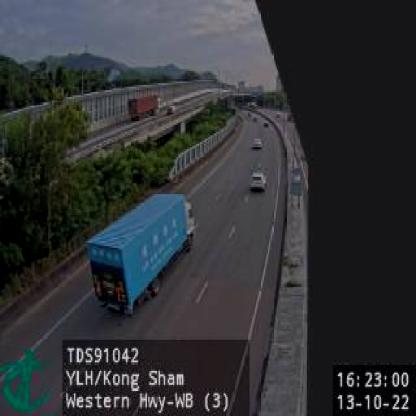 TDS91042
YLH/Kong Sham
Western Hwy-WB (3)
16:23:00
13-10-22